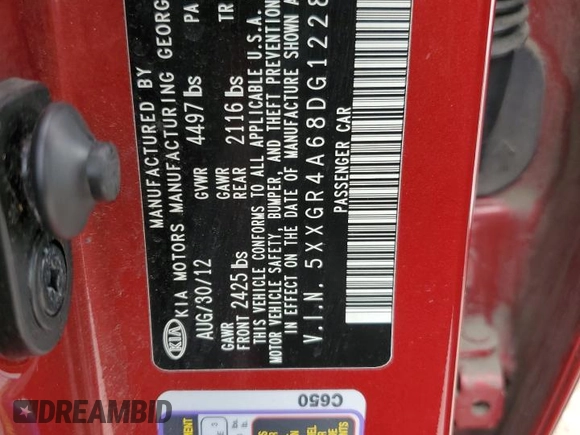 MANUFACTURED BY
KIA MOTORS MANUFACTURING GEORG
AUG/30/12 GVWR 4497 lbs PA
GAWR FRONT 2425 lbs GAWR REAR 2116 lbs TR
THIS VEHICLE CONFORMS TO ALL APPLICABLE U.S.A.
MOTOR VEHICLE SAFETY, BUMPER, AND THEFT PREVENTION
IN EFFECT ON THE DATE OF MANUFACTURE SHOWN A
V.I.N. 5XXGR4A68DG1228
PASSENGER CAR
KIA
C650
DREAMBID